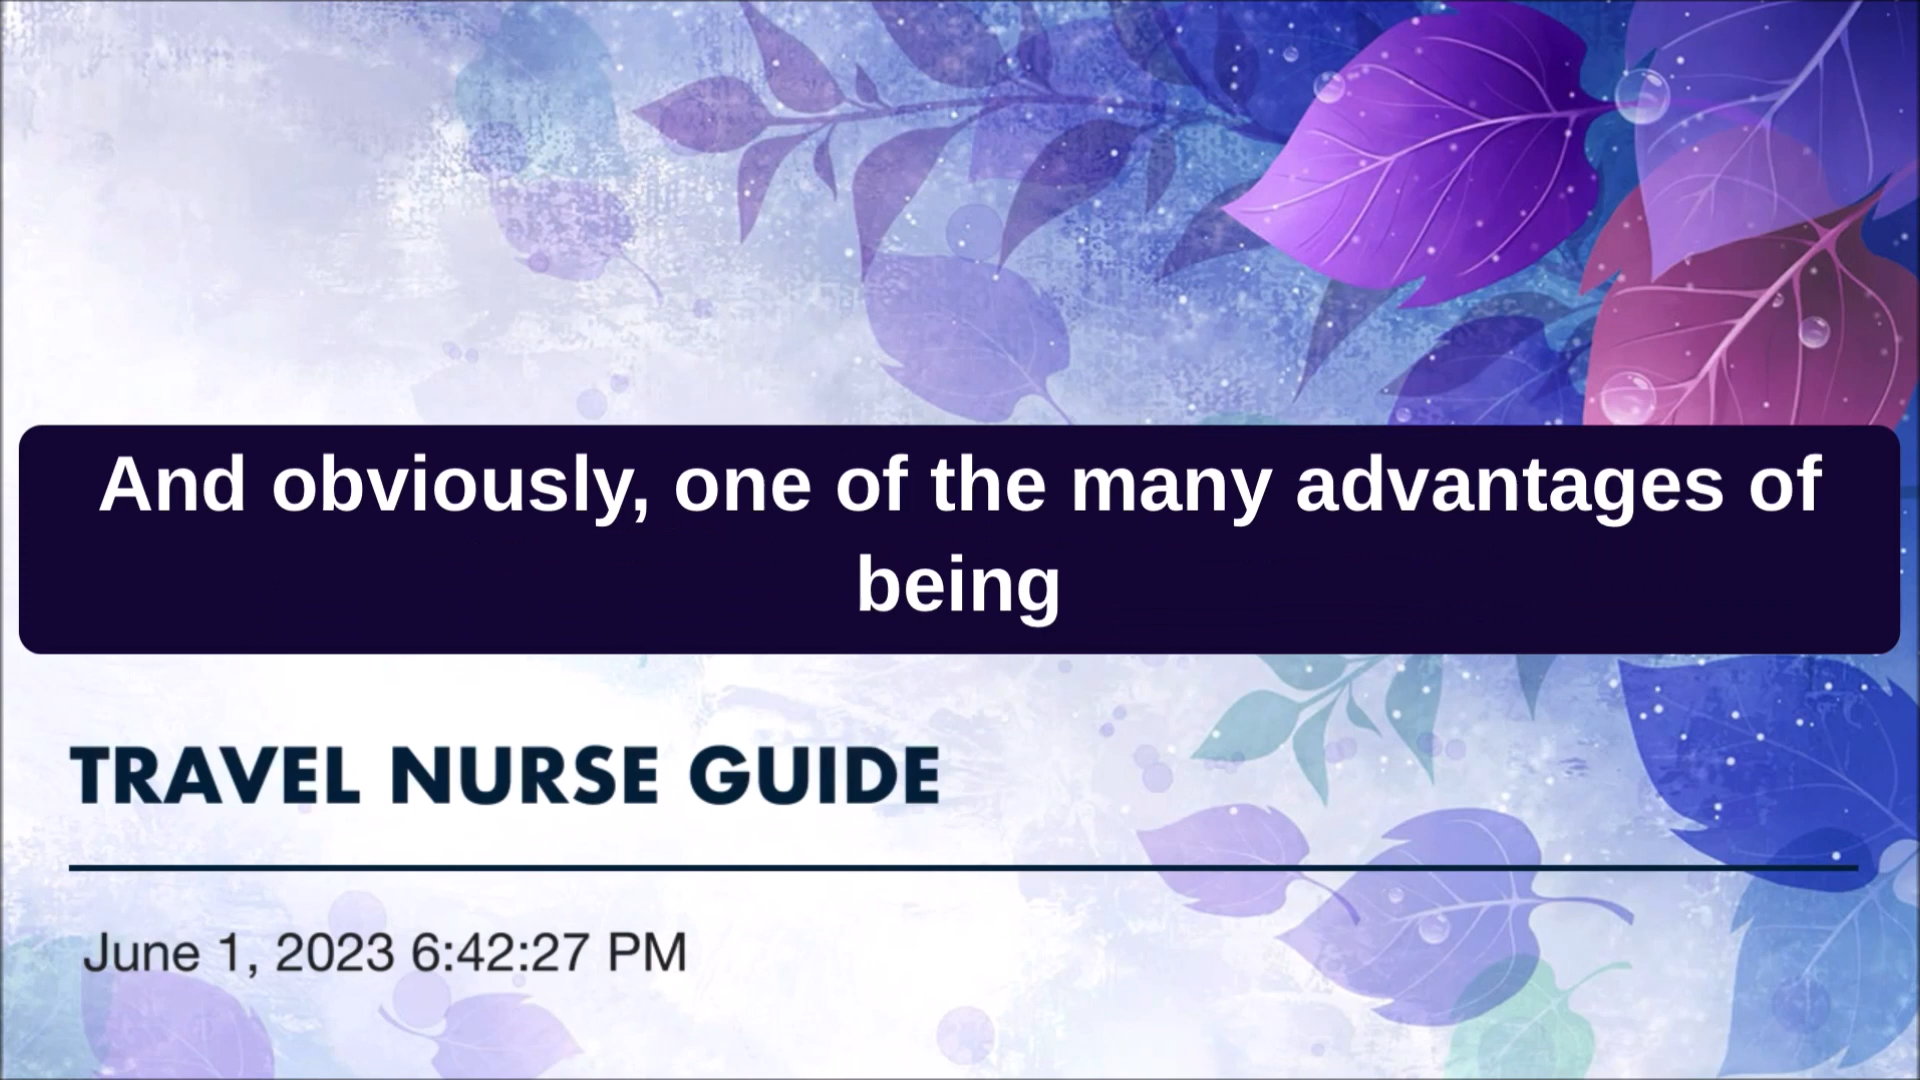 And obviously, one of the many advantages of
being
TRAVEL NURSE GUIDE
June 1, 2023 6:42:27 PM